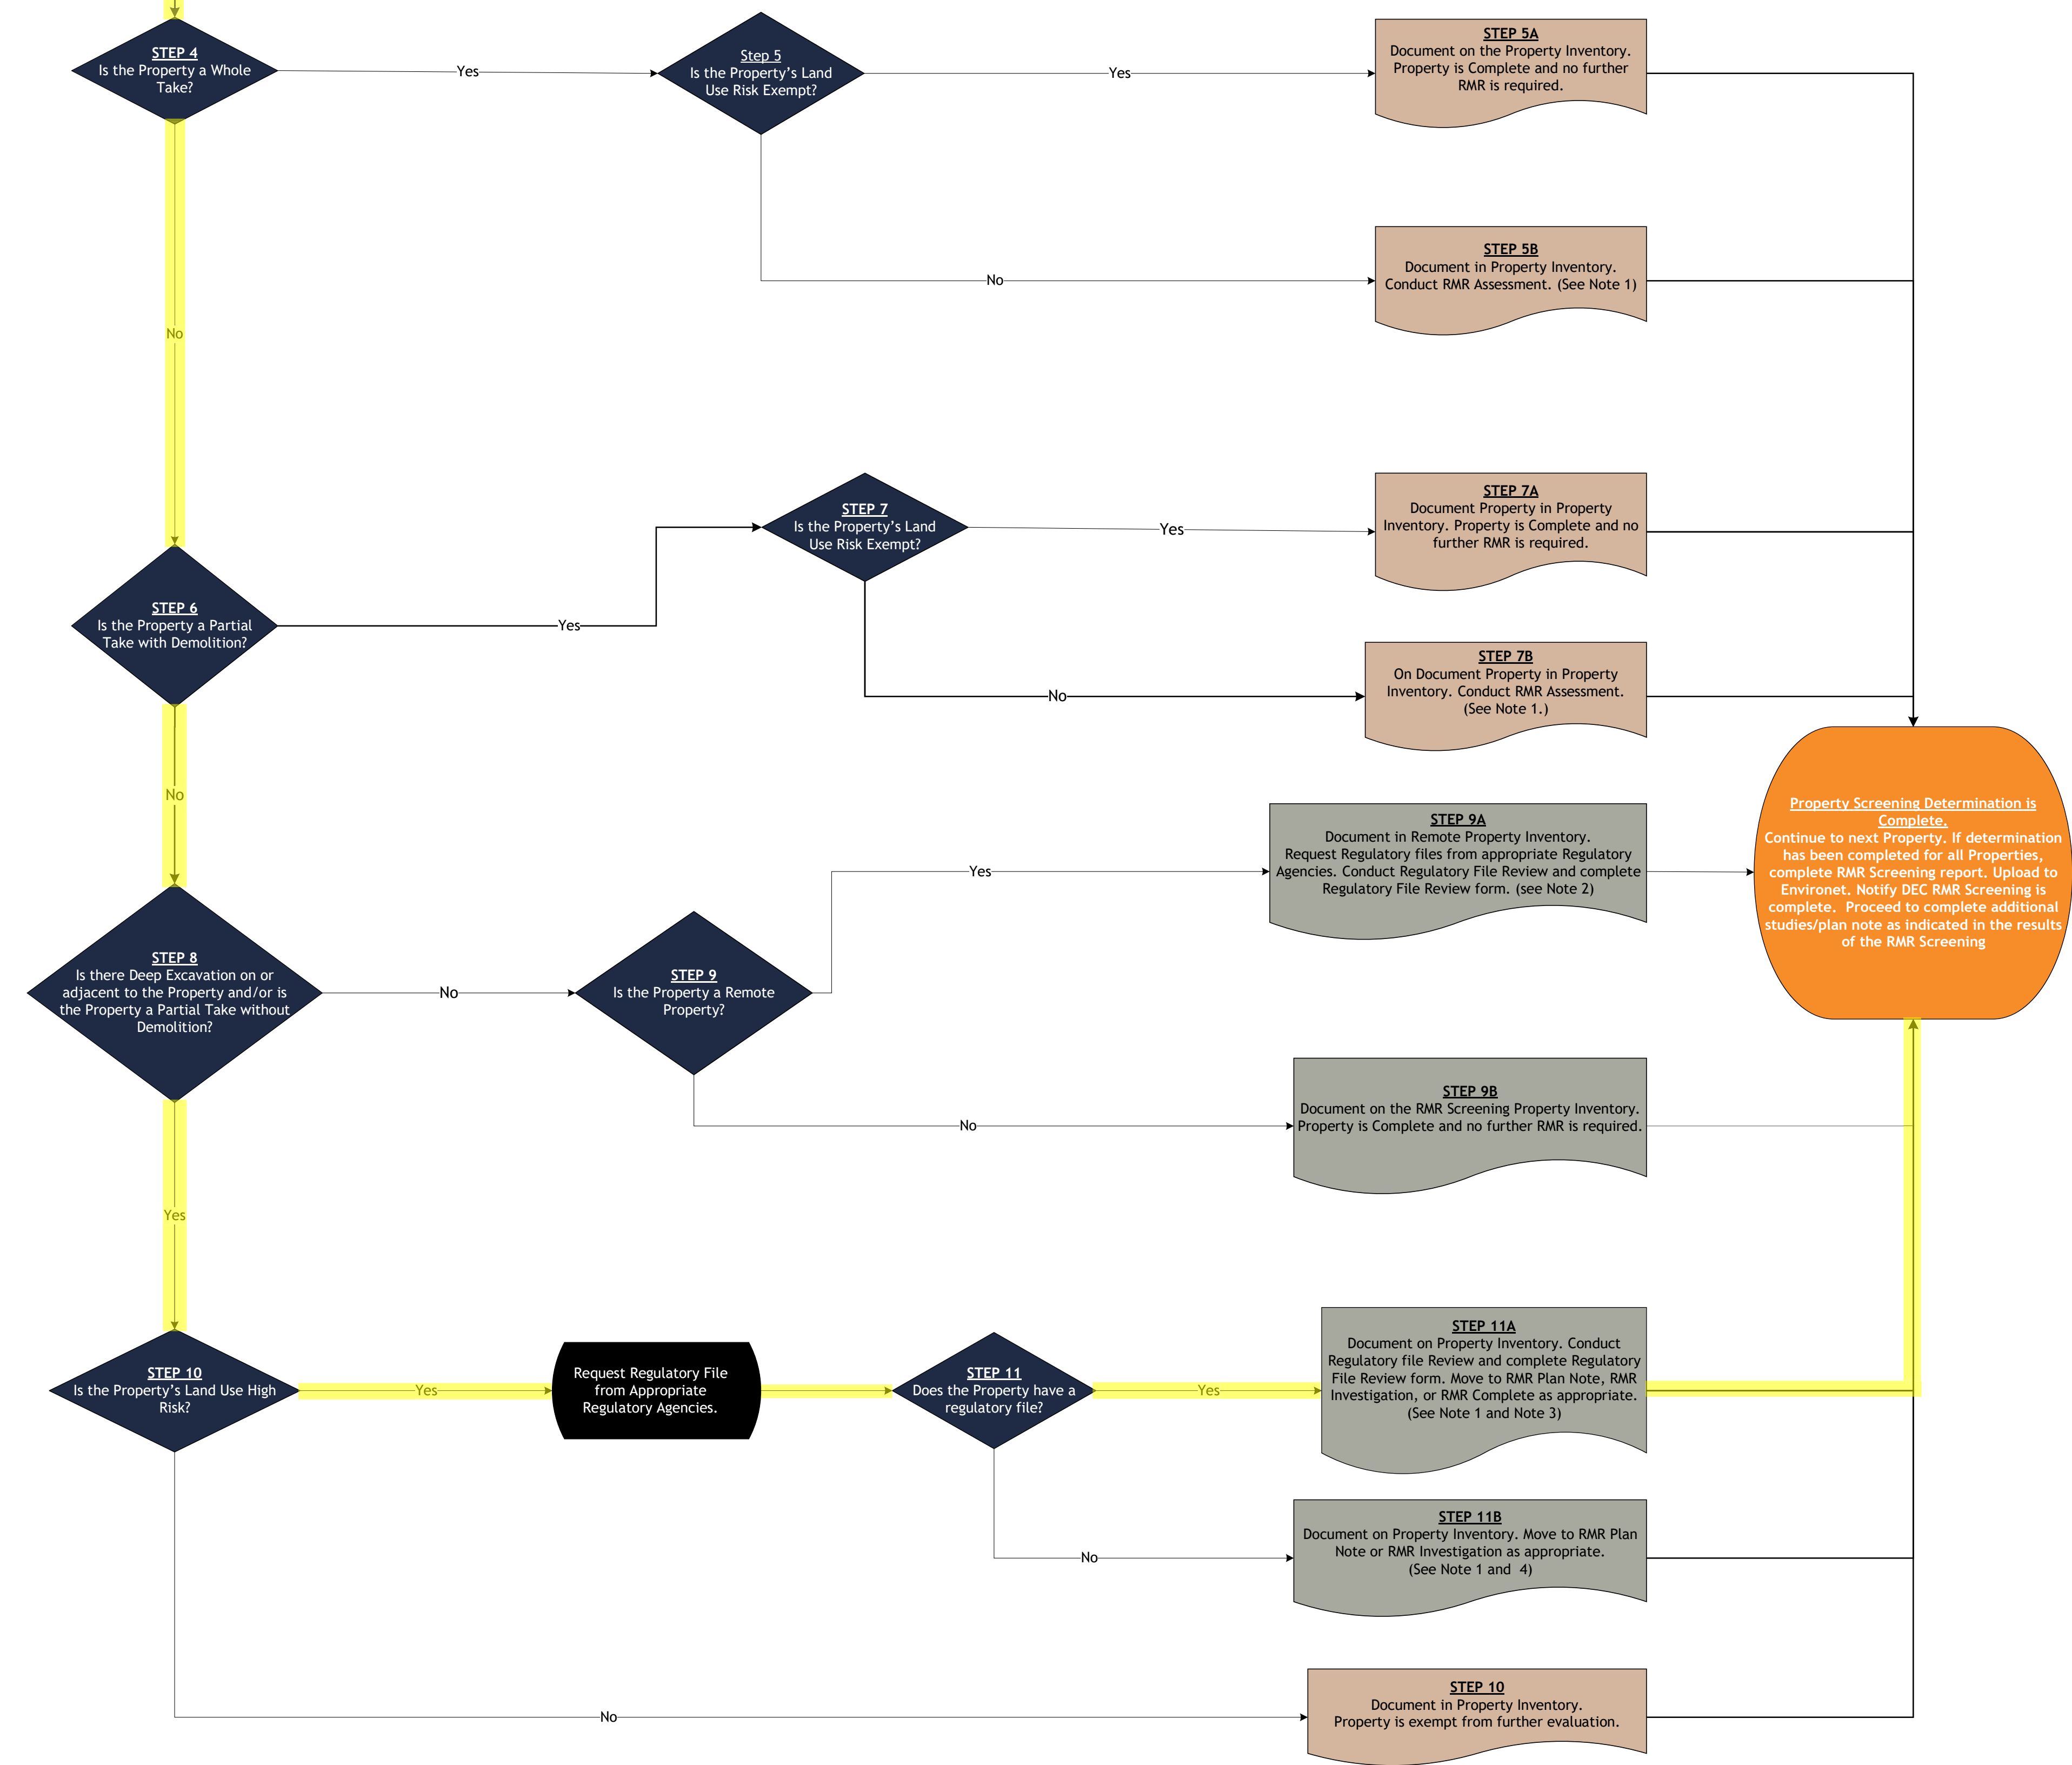 STEP 4
Is the Property a Whole
Take?
Yes
Step 5
Is the Property's Land
Use Risk Exempt?
Yes
STEP 5A
Document on the Property Inventory.
Property is Complete and no further
RMR is required.
No
STEP 5B
Document in Property Inventory.
Conduct RMR Assessment. (See Note 1)
No
STEP 6
Is the Property a Partial
Take with Demolition?
Yes
STEP 7
Is the Property's Land
Use Risk Exempt?
Yes
STEP 7A
Document Property in Property
Inventory. Property is Complete and no
further RMR is required.
No
STEP 7B
On Document Property in Property
Inventory. Conduct RMR Assessment.
(See Note 1.)
No
STEP 8
Is there Deep Excavation on or
adjacent to the Property and/or is
the Property a Partial Take without
Demolition?
No
STEP 9
Is the Property a Remote
Property?
Yes
STEP 9A
Document in Remote Property Inventory.
Request Regulatory files from appropriate Regulatory
Agencies. Conduct Regulatory File Review and complete
Regulatory File Review form. (see Note 2)
No
STEP 9B
Document on the RMR Screening Property Inventory.
Property is Complete and no further RMR is required.
Property Screening Determination is
Complete.
Continue to next Property. If determination
has been completed for all Properties,
complete RMR Screening report. Upload to
Environet. Notify DEC RMR Screening is
complete.  Proceed to complete additional
studies/plan note as indicated in the results
of the RMR Screening
Yes
STEP 10
Is the Property's Land Use High
Risk?
Yes
Request Regulatory File
from Appropriate
Regulatory Agencies.
STEP 11
Does the Property have a
regulatory file?
Yes
STEP 11A
Document on Property Inventory. Conduct
Regulatory file Review and complete Regulatory
File Review form. Move to RMR Plan Note, RMR
Investigation, or RMR Complete as appropriate.
(See Note 1 and Note 3)
No
STEP 11B
Document on Property Inventory. Move to RMR Plan
Note or RMR Investigation as appropriate.
(See Note 1 and  4)
No
STEP 10
Document in Property Inventory.
Property is exempt from further evaluation.